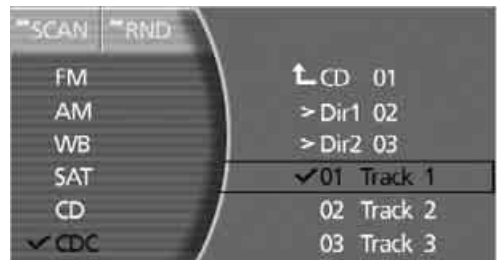 SCAN RND
FM
AM
WB
SAT
CD
CDC
CD 01
> Dir1 02
> Dir2 03
01 Track 1
02 Track 2
03 Track 3